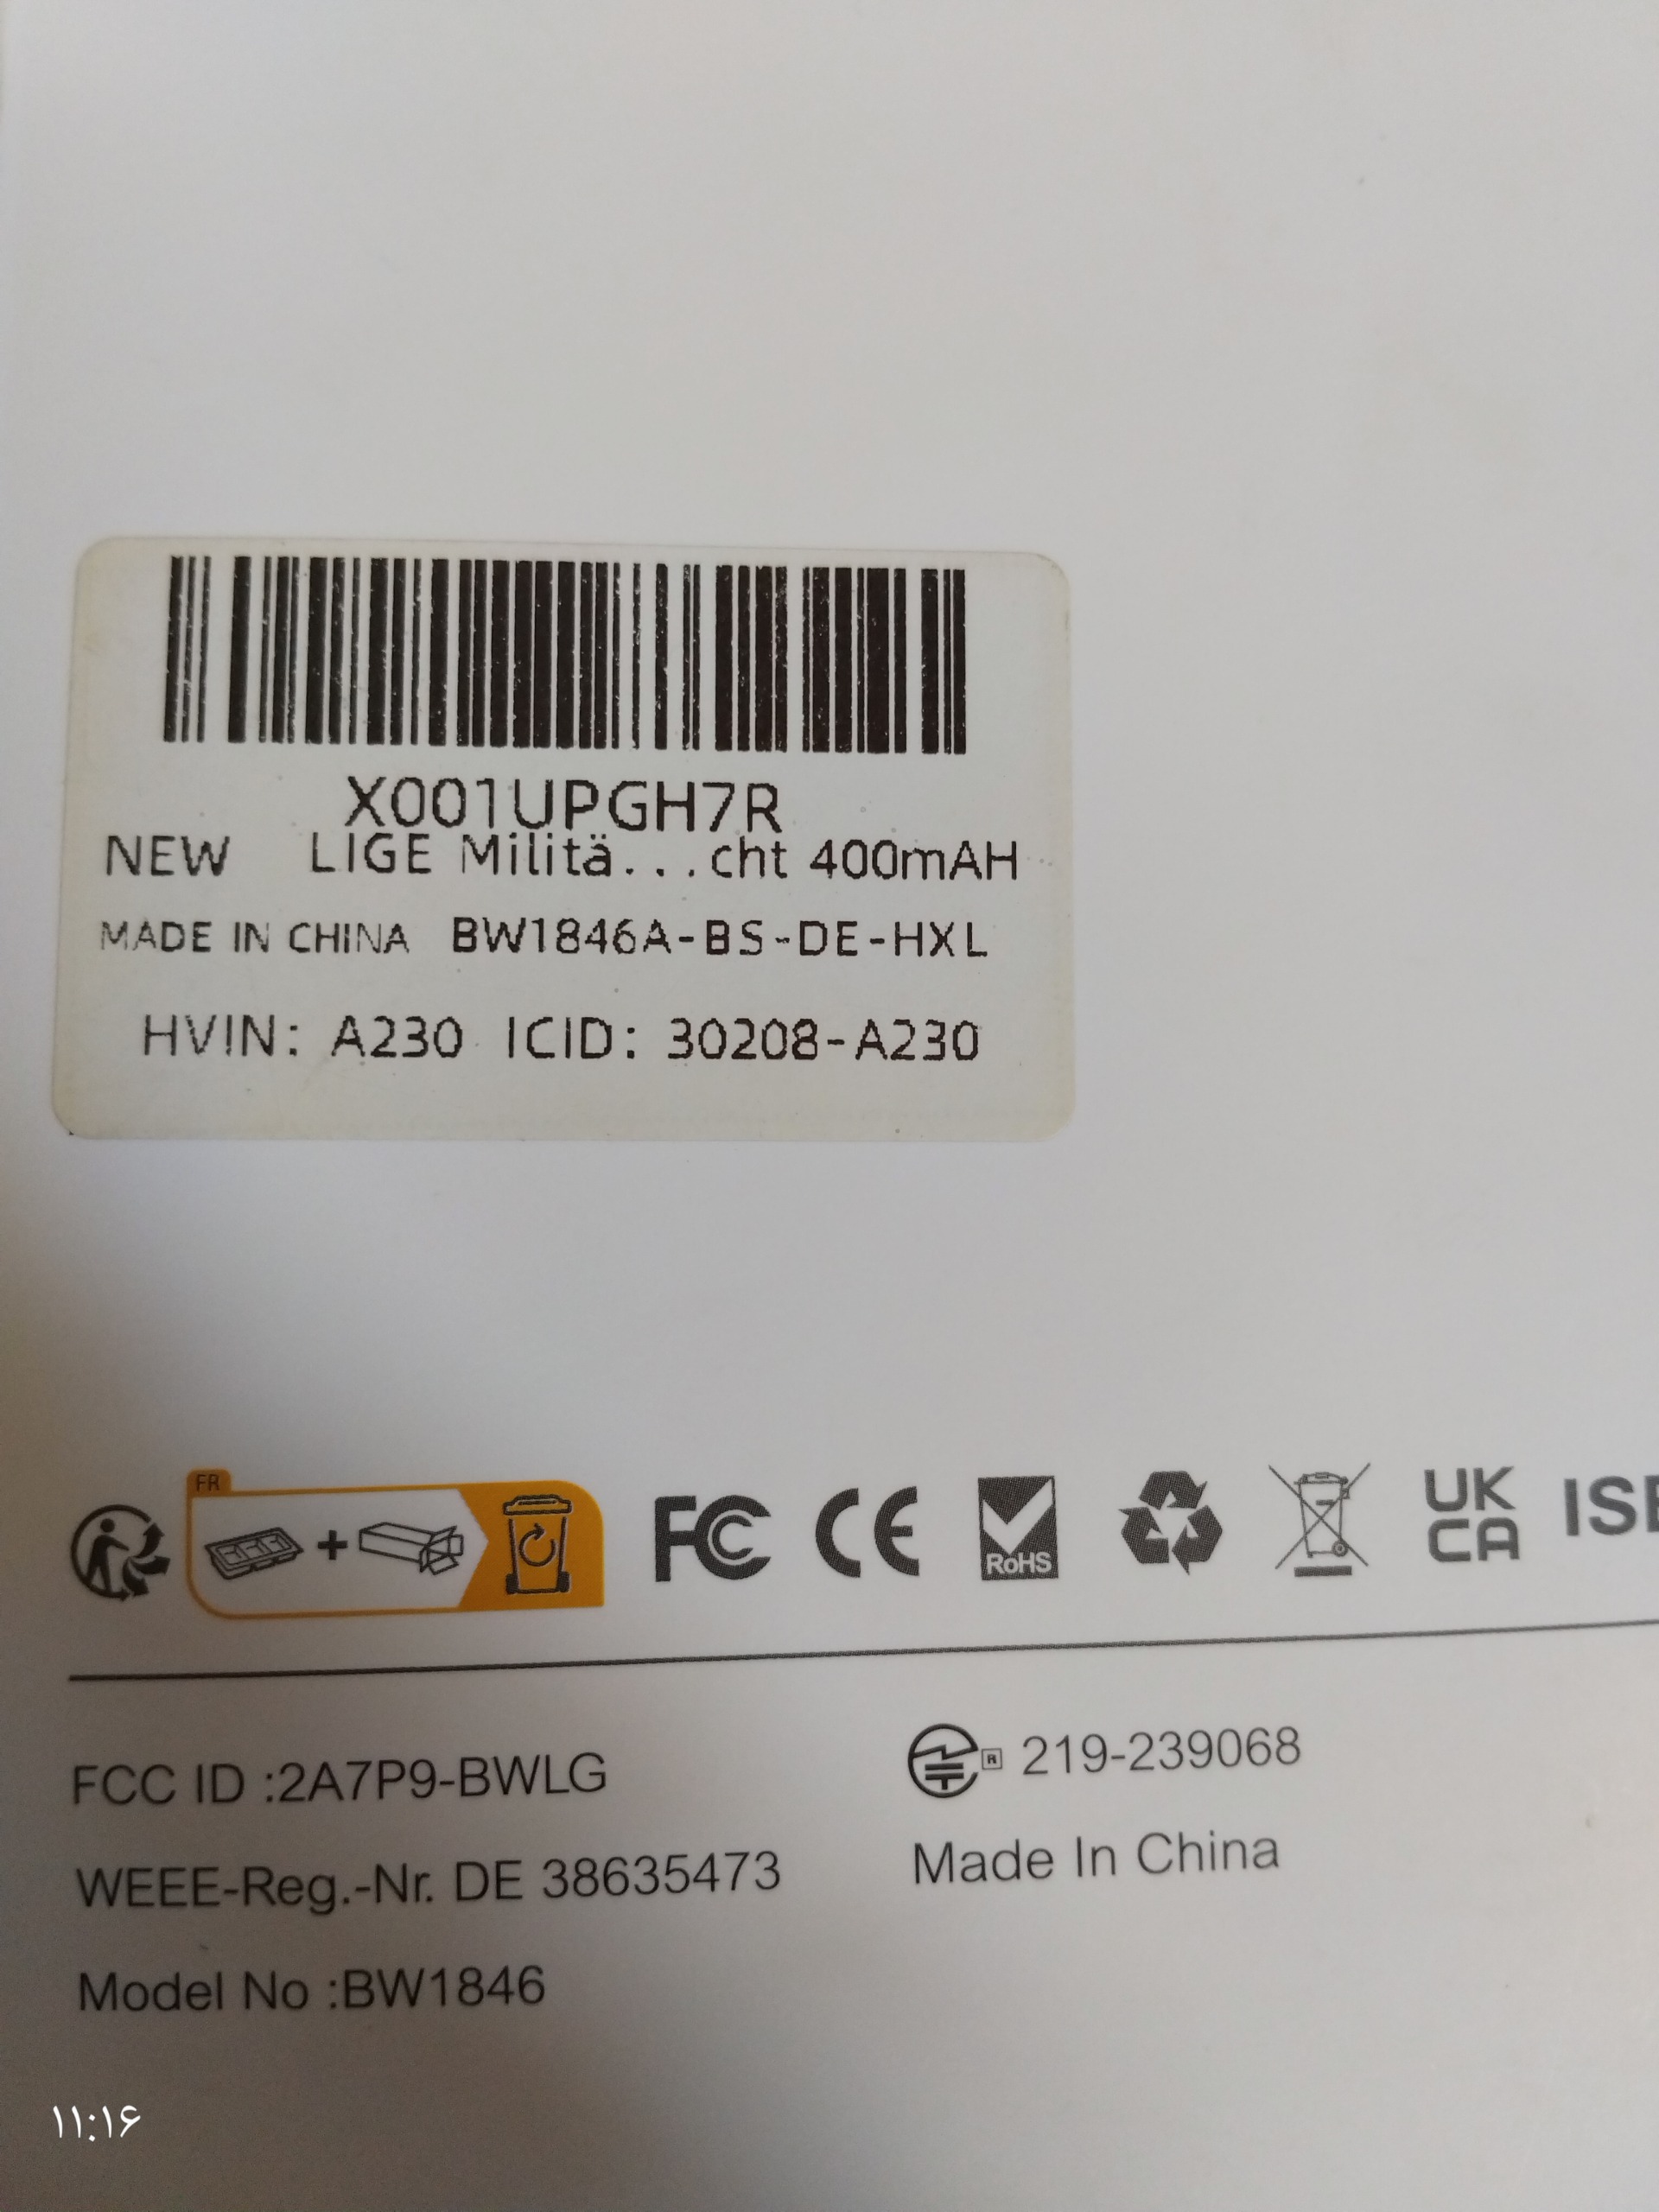 X001UPGH7R
NEW LIGE Militä...cht 400mAH
MADE IN CHINA BW1846A-BS-DE-HXL
HVIN: A230 ICID: 30208-A230
FR
FC CE RoHS UK CA
FCC ID :2A7P9-BWLG
R 219-239068
WEEE-Reg.-Nr. DE 38635473
Made In China
Model No :BW1846
۱۱:۱۶